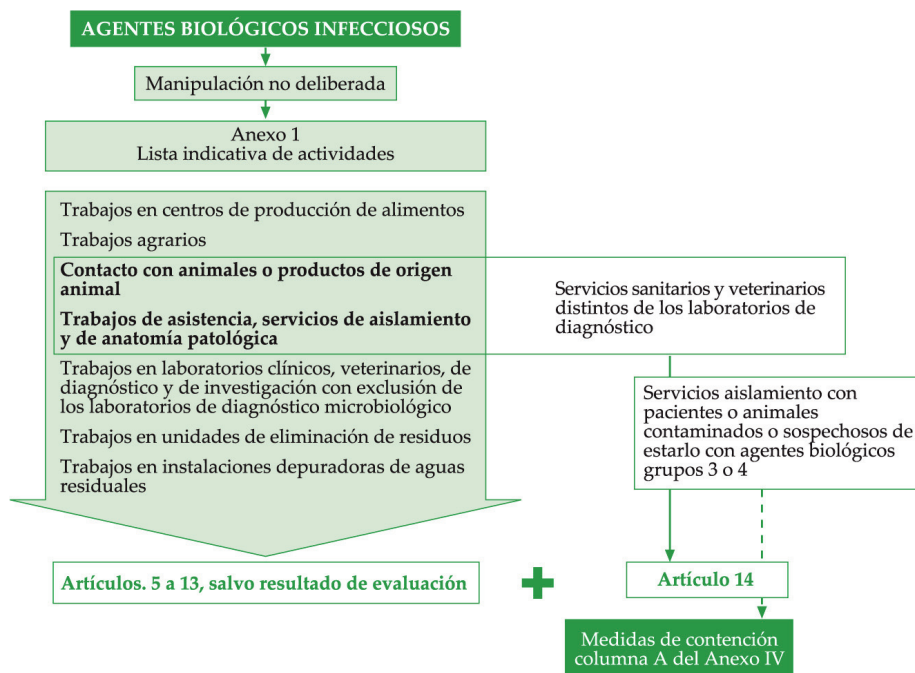 AGENTES BIOLÓGICOS INFECCIOSOS
Manipulación no deliberada
Anexo 1
Lista indicativa de actividades
Trabajos en centros de producción de alimentos
Trabajos agrarios
Contacto con animales o productos de origen
animal
Trabajos de asistencia, servicios de aislamiento
y de anatomía patológica
Servicios sanitarios y veterinarios
distintos de los laboratorios de
diagnóstico
Trabajos en laboratorios clínicos, veterinarios, de
diagnóstico y de investigación con exclusión de
los laboratorios de diagnóstico microbiológico
Trabajos en unidades de eliminación de residuos
Trabajos en instalaciones depuradoras de aguas
residuales
Servicios aislamiento con
pacientes o animales
contaminados o sospechosos de
estarlo con agentes biológicos
grupos 3 o 4
Artículos. 5 a 13, salvo resultado de evaluación
+
Artículo 14
Medidas de contención
columna A del Anexo IV